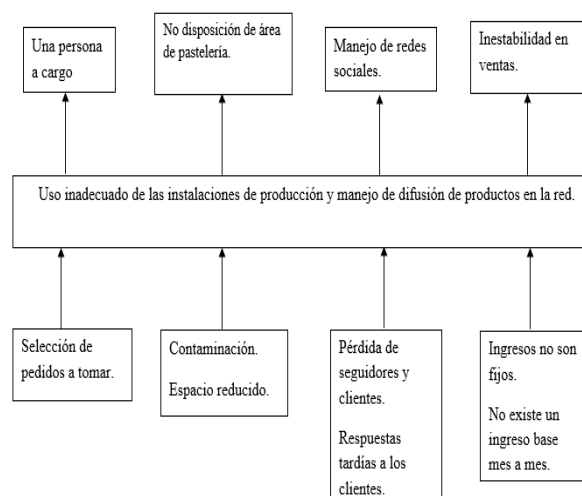 Una persona
a cargo
No disposición de área
de pastelería.
Manejo de redes
sociales.
Inestabilidad en
ventas.
Uso inadecuado de las instalaciones de producción y manejo de difusión de productos en la red.
Selección de
pedidos a tomar.
Contaminación.
Espacio reducido.
Pérdida de
seguidores y
clientes.
Respuestas
tardías a los
clientes.
Ingresos no son
fijos.
No existe un
ingreso base
mes a mes.